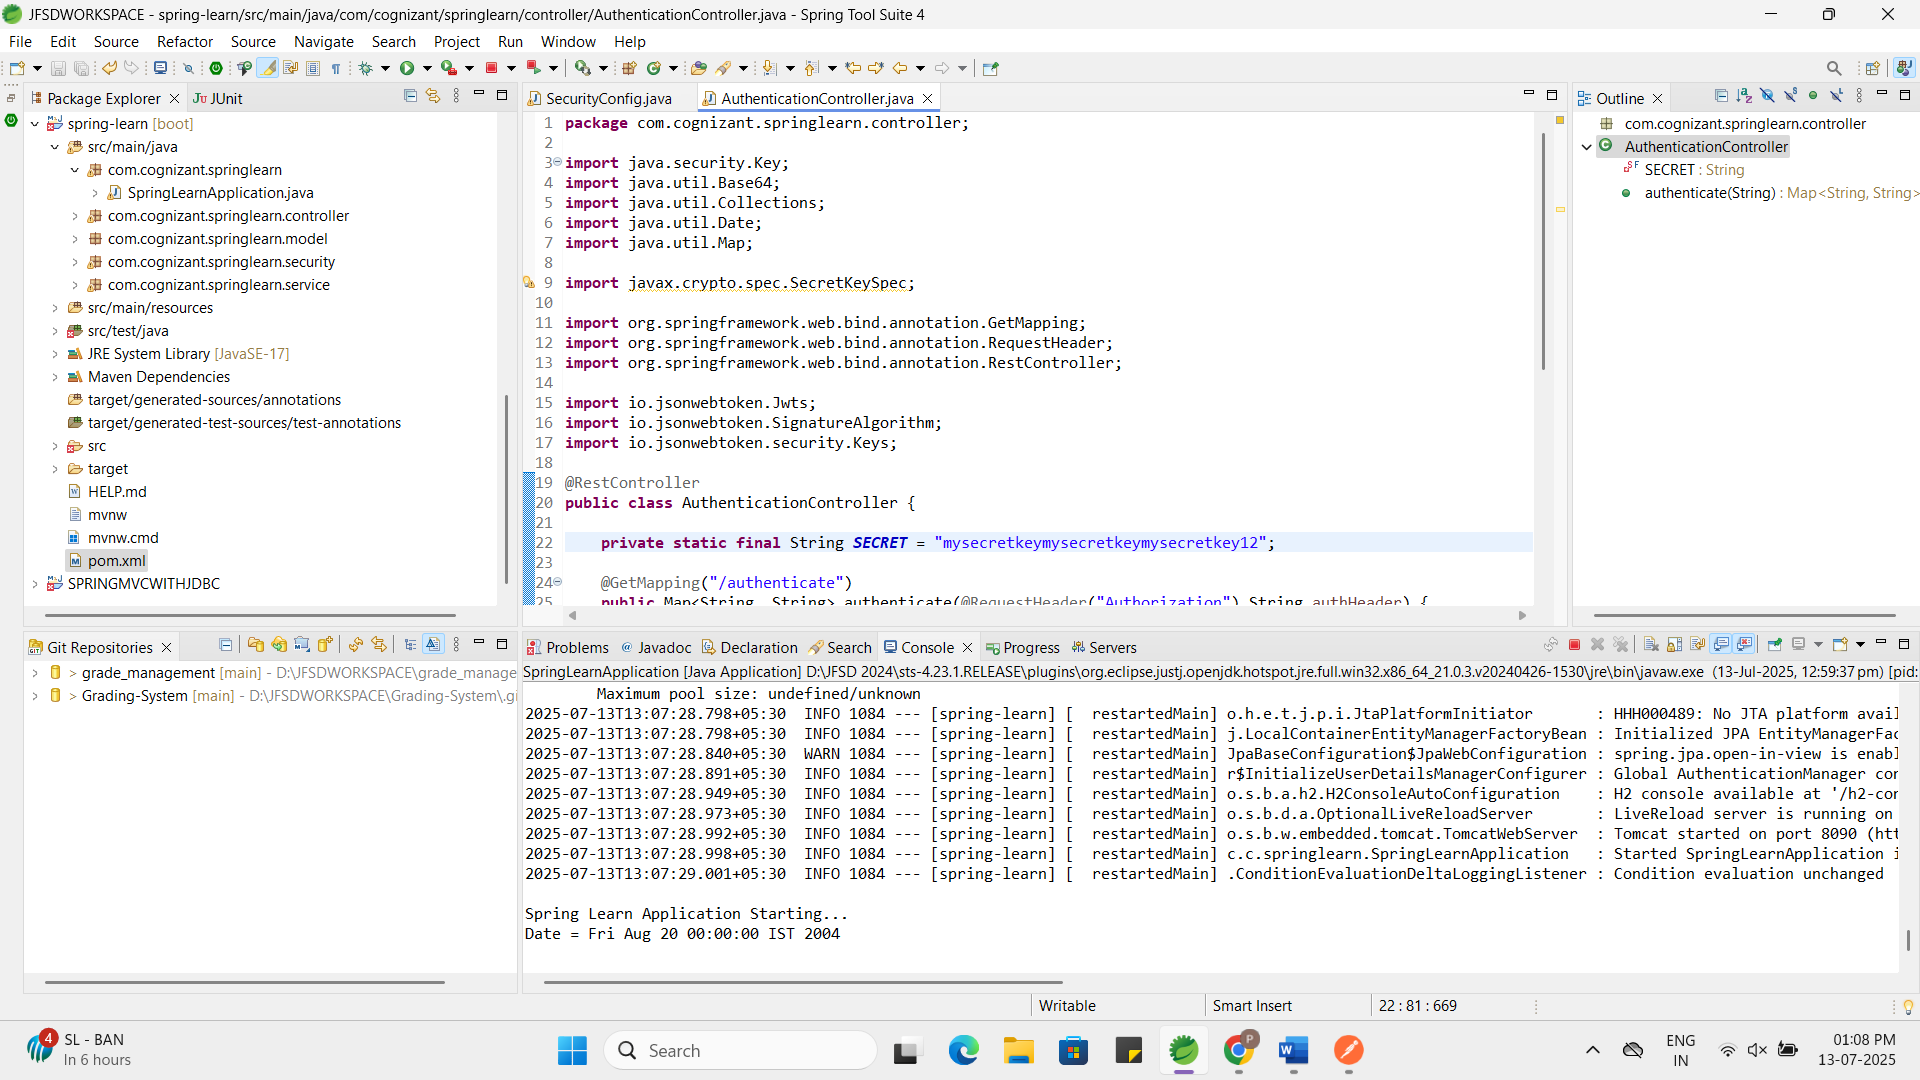 JFSDWORKSPACE - spring-learn/src/main/java/com/cognizant/springlearn/controller/AuthenticationController.java - Spring Tool Suite 4
File Edit Source Refactor Source Navigate Search Project Run Window Help
Package Explorer
JUnit
spring-learn [boot]
src/main/java
com.cognizant.springlearn
SpringLearnApplication.java
com.cognizant.springlearn.controller
com.cognizant.springlearn.model
com.cognizant.springlearn.security
com.cognizant.springlearn.service
src/main/resources
src/test/java
JRE System Library [JavaSE-17]
Maven Dependencies
target/generated-sources/annotations
target/generated-test-sources/test-annotations
src
target
HELP.md
mvnw
mvnw.cmd
pom.xml
SPRINGMVCWITHJDBC
SecurityConfig.java
AuthenticationController.java
1 package com.cognizant.springlearn.controller;
2
3 import java.security.Key;
4 import java.util.Base64;
5 import java.util.Collections;
6 import java.util.Date;
7 import java.util.Map;
8
9 import javax.crypto.spec.SecretKeySpec;
10
11 import org.springframework.web.bind.annotation.GetMapping;
12 import org.springframework.web.bind.annotation.RequestHeader;
13 import org.springframework.web.bind.annotation.RestController;
14
15 import io.jsonwebtoken.Jwts;
16 import io.jsonwebtoken.SignatureAlgorithm;
17 import io.jsonwebtoken.security.Keys;
18
19 @RestController
20 public class AuthenticationController {
21
22 private static final String SECRET = "mysecretkeymysecretkeymysecretkey12";
23
24 @GetMapping("/authenticate")
25 public Map<String, String> authenticate(@RequestHeader("Authorization") String authHeader) {
Outline
com.cognizant.springlearn.controller
AuthenticationController
SECRET : String
authenticate(String) : Map<String, String>
Git Repositories
> grade_management [main] - D:\JFSDWORKSPACE\grade_manage
> Grading-System [main] - D:\JFSDWORKSPACE\Grading-System\.gi
Problems @ Javadoc Declaration Search Console Progress Servers
SpringLearnApplication [Java Application] D:\JFSD 2024\sts-4.23.1.RELEASE\plugins\org.eclipse.justj.openjdk.hotspot.jre.full.win32.x86_64_21.0.3.v20240426-1530\jre\bin\javaw.exe (13-Jul-2025, 12:59:37 pm) [pid:
Maximum pool size: undefined/unknown
2025-07-13T13:07:28.798+05:30 INFO 1084 --- [spring-learn] [ restartedMain] o.h.e.t.j.p.i.JtaPlatformInitiator : HHH000489: No JTA platform avail
2025-07-13T13:07:28.798+05:30 INFO 1084 --- [spring-learn] [ restartedMain] j.LocalContainerEntityManagerFactoryBean : Initialized JPA EntityManagerFac
2025-07-13T13:07:28.840+05:30 WARN 1084 --- [spring-learn] [ restartedMain] JpaBaseConfiguration$JpaWebConfiguration : spring.jpa.open-in-view is enabl
2025-07-13T13:07:28.891+05:30 INFO 1084 --- [spring-learn] [ restartedMain] r$InitializeUserDetailsManagerConfigurer : Global AuthenticationManager con
2025-07-13T13:07:28.949+05:30 INFO 1084 --- [spring-learn] [ restartedMain] o.s.b.a.h2.H2ConsoleAutoConfiguration : H2 console available at '/h2-con
2025-07-13T13:07:28.973+05:30 INFO 1084 --- [spring-learn] [ restartedMain] o.s.b.d.a.OptionalLiveReloadServer : LiveReload server is running on
2025-07-13T13:07:28.992+05:30 INFO 1084 --- [spring-learn] [ restartedMain] o.s.b.w.embedded.tomcat.TomcatWebServer : Tomcat started on port 8090 (htt
2025-07-13T13:07:28.998+05:30 INFO 1084 --- [spring-learn] [ restartedMain] c.c.springlearn.SpringLearnApplication : Started SpringLearnApplication i
2025-07-13T13:07:29.001+05:30 INFO 1084 --- [spring-learn] [ restartedMain] .ConditionEvaluationDeltaLoggingListener : Condition evaluation unchanged
Spring Learn Application Starting...
Date = Fri Aug 20 00:00:00 IST 2004
Writable
Smart Insert
22 : 81 : 669
4
SL - BAN
In 6 hours
Search
ENG
IN
01:08 PM
13-07-2025